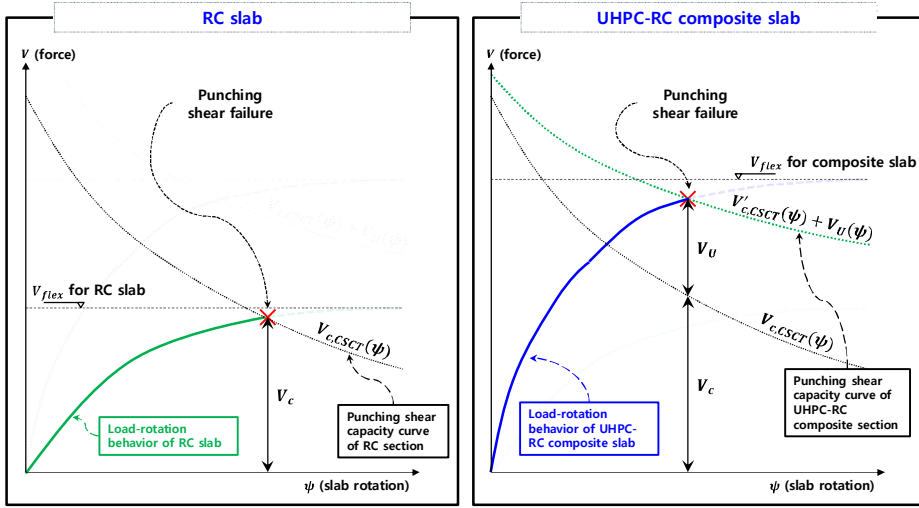 RC slab
V (force)
Punching
shear failure
V_flex for RC slab
V_c,CSCT(ψ)
V_c
Load-rotation
behavior of RC slab
Punching shear
capacity curve
of RC section
ψ (slab rotation)
UHPC-RC composite slab
V (force)
Punching
shear failure
V_flex for composite slab
V'_c,CSCT(ψ) + V_U(ψ)
V_U
V_c,CSCT(ψ)
V_c
Load-rotation
behavior of UHPC-
RC composite slab
Punching shear
capacity curve of
UHPC-RC
composite section
ψ (slab rotation)